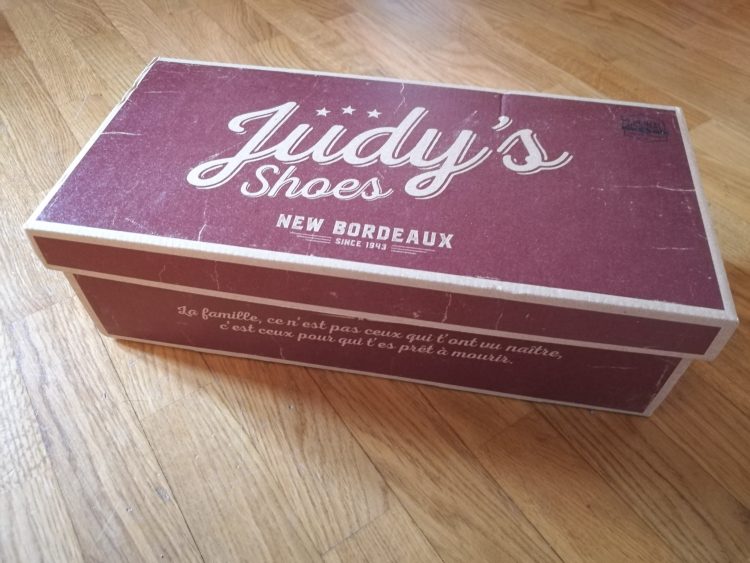 Judy's
Shoes
NEW BORDEAUX
SINCE 1943
La famille, ce n'est pas ceux qui t'ont vu naître,
c'est ceux pour qui t'es prêt à mourir.